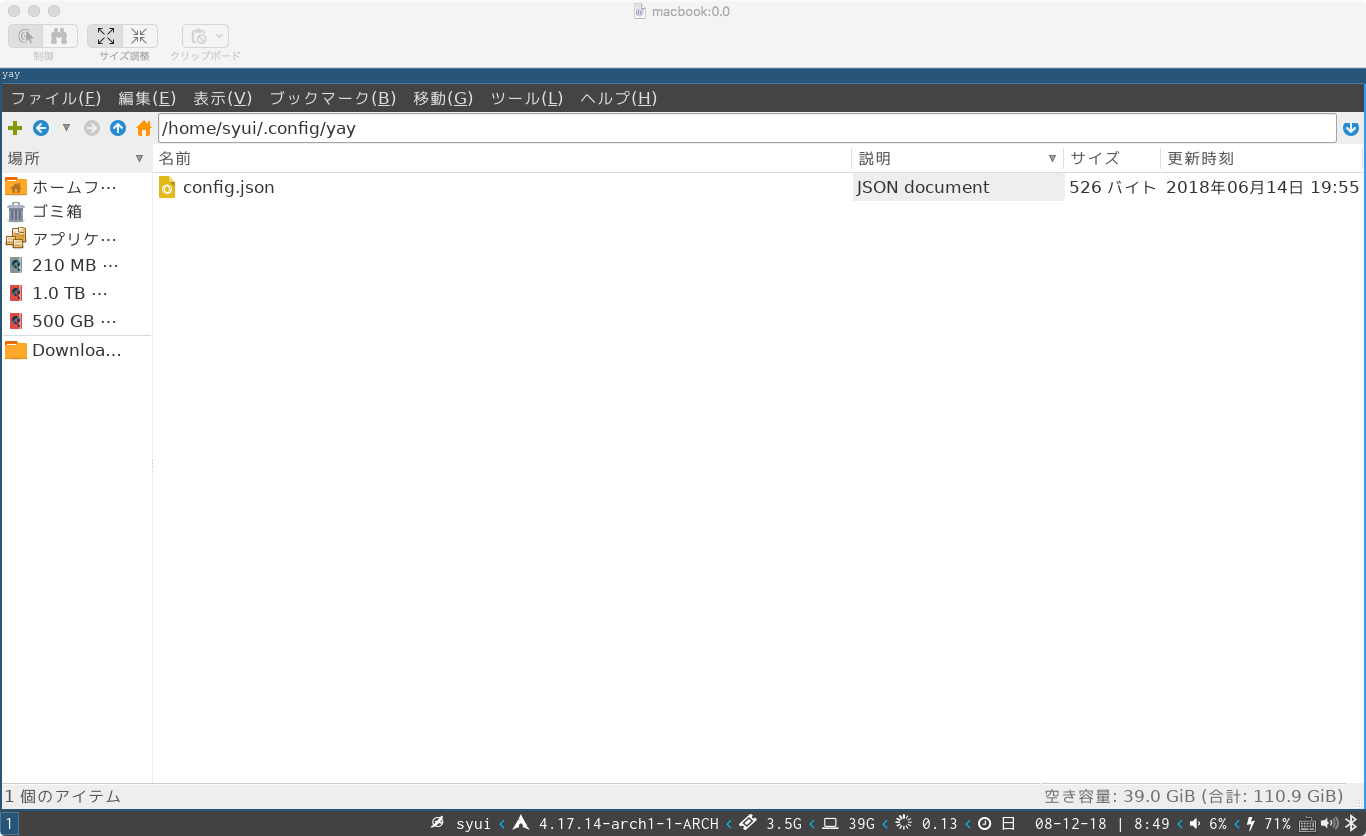 macbook:0.0
制御 サイズ調整 クリップボード
yay
ファイル(F) 編集(E) 表示(V) ブックマーク(B) 移動(G) ツール(L) ヘルプ(H)
/home/syui/.config/yay
場所 名前 説明 サイズ 更新時刻
ホームフ… config.json JSON document 526 バイト 2018年06月14日 19:55
ゴミ箱
アプリケ…
210 MB …
1.0 TB …
500 GB …
Downloa…
1 個のアイテム 空き容量: 39.0 GiB (合計: 110.9 GiB)
1 syui < 4.17.14-arch1-1-ARCH < 3.5G < 39G < 0.13 < 日 08-12-18 | 8:49 < 6% < 71%